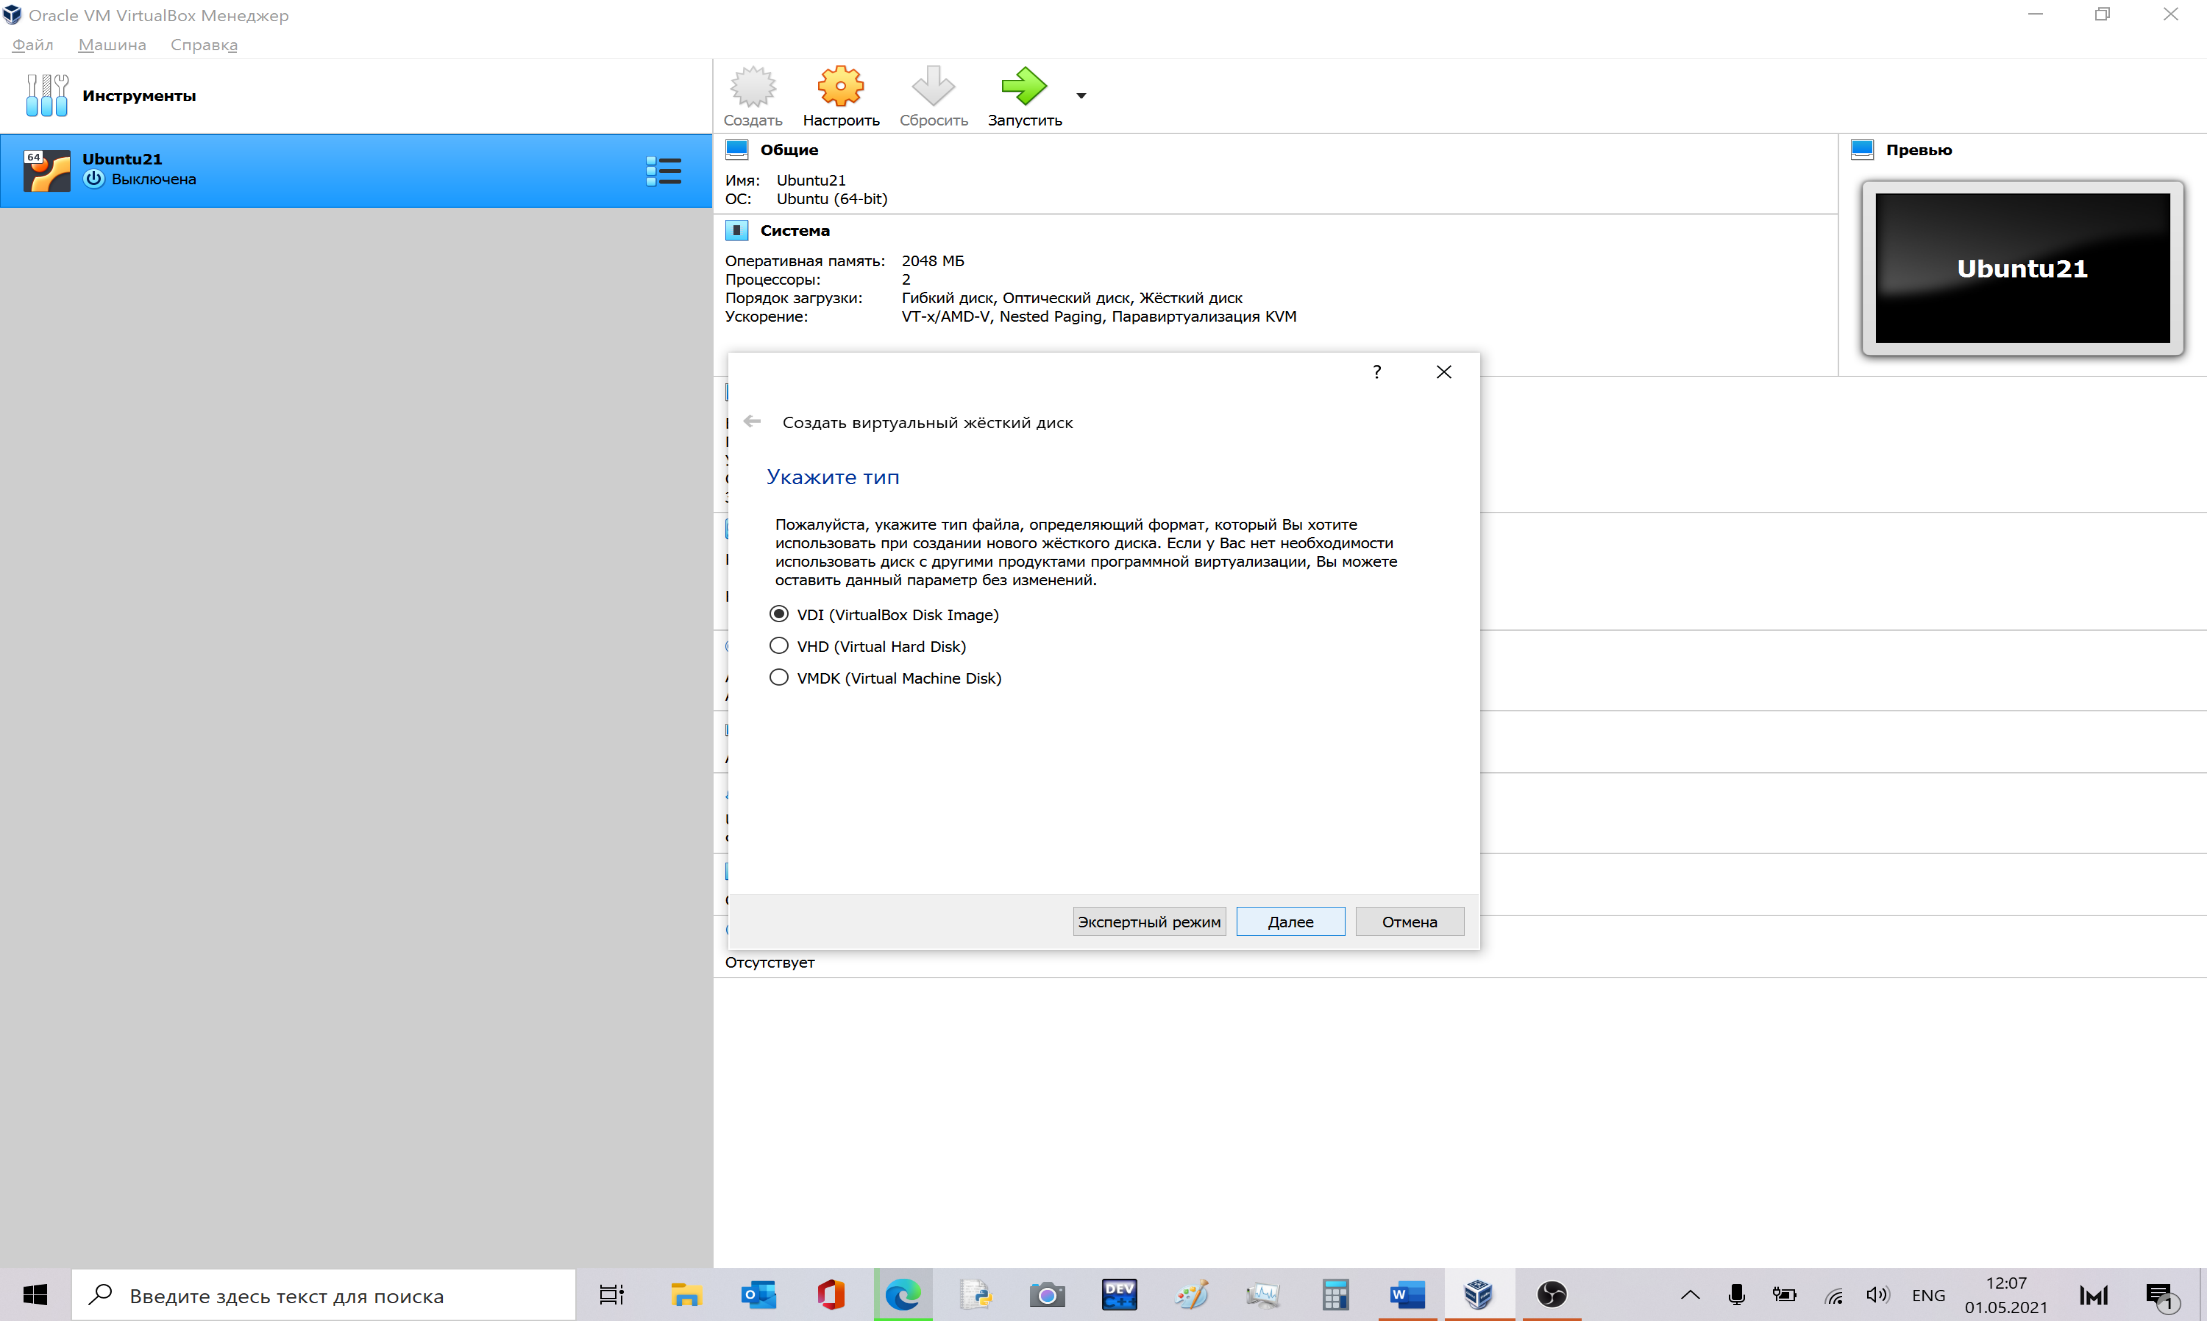 Oracle VM VirtualBox Менеджер
Файл Машина Справка
Инструменты
Создать Настроить Сбросить Запустить
64
Ubuntu21
Выключена
Общие
Имя: Ubuntu21
ОС: Ubuntu (64-bit)
Превью
Ubuntu21
Система
Оперативная память: 2048 МБ
Процессоры: 2
Порядок загрузки: Гибкий диск, Оптический диск, Жёсткий диск
Ускорение: VT-x/AMD-V, Nested Paging, Паравиртуализация KVM
?
Создать виртуальный жёсткий диск
Укажите тип
Пожалуйста, укажите тип файла, определяющий формат, который Вы хотите
использовать при создании нового жёсткого диска. Если у Вас нет необходимости
использовать диск с другими продуктами программной виртуализации, Вы можете
оставить данный параметр без изменений.
VDI (VirtualBox Disk Image)
VHD (Virtual Hard Disk)
VMDK (Virtual Machine Disk)
Экспертный режим Далее Отмена
Отсутствует
Введите здесь текст для поиска
DEV C++
ENG
12:07
01.05.2021
1